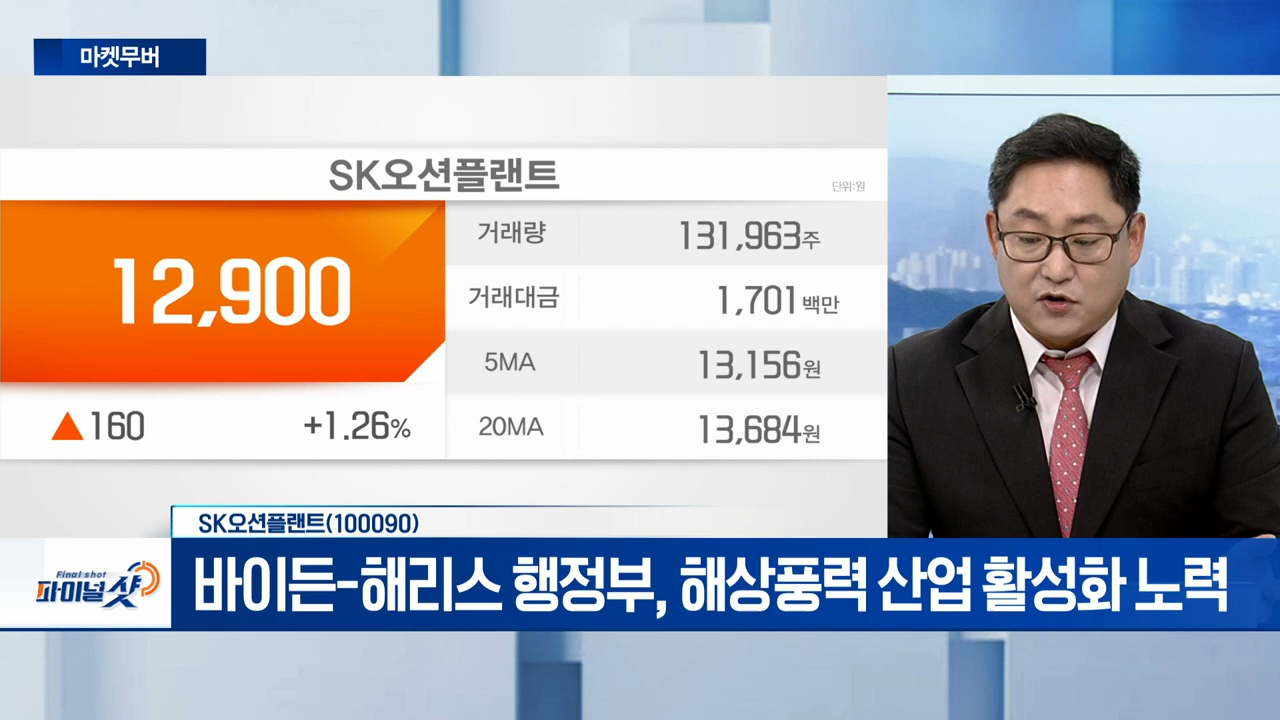 마켓무버
SK오션플랜트
단위:원
12,900
▲160 +1.26%
거래량 131,963주
거래대금 1,701백만
5MA 13,156원
20MA 13,684원
SK오션플랜트(100090)
Final shot
파이널샷
바이든-해리스 행정부, 해상풍력 산업 활성화 노력